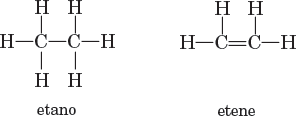 H H
H—C—C—H
H H
etano
H H
H—C=C—H
etene